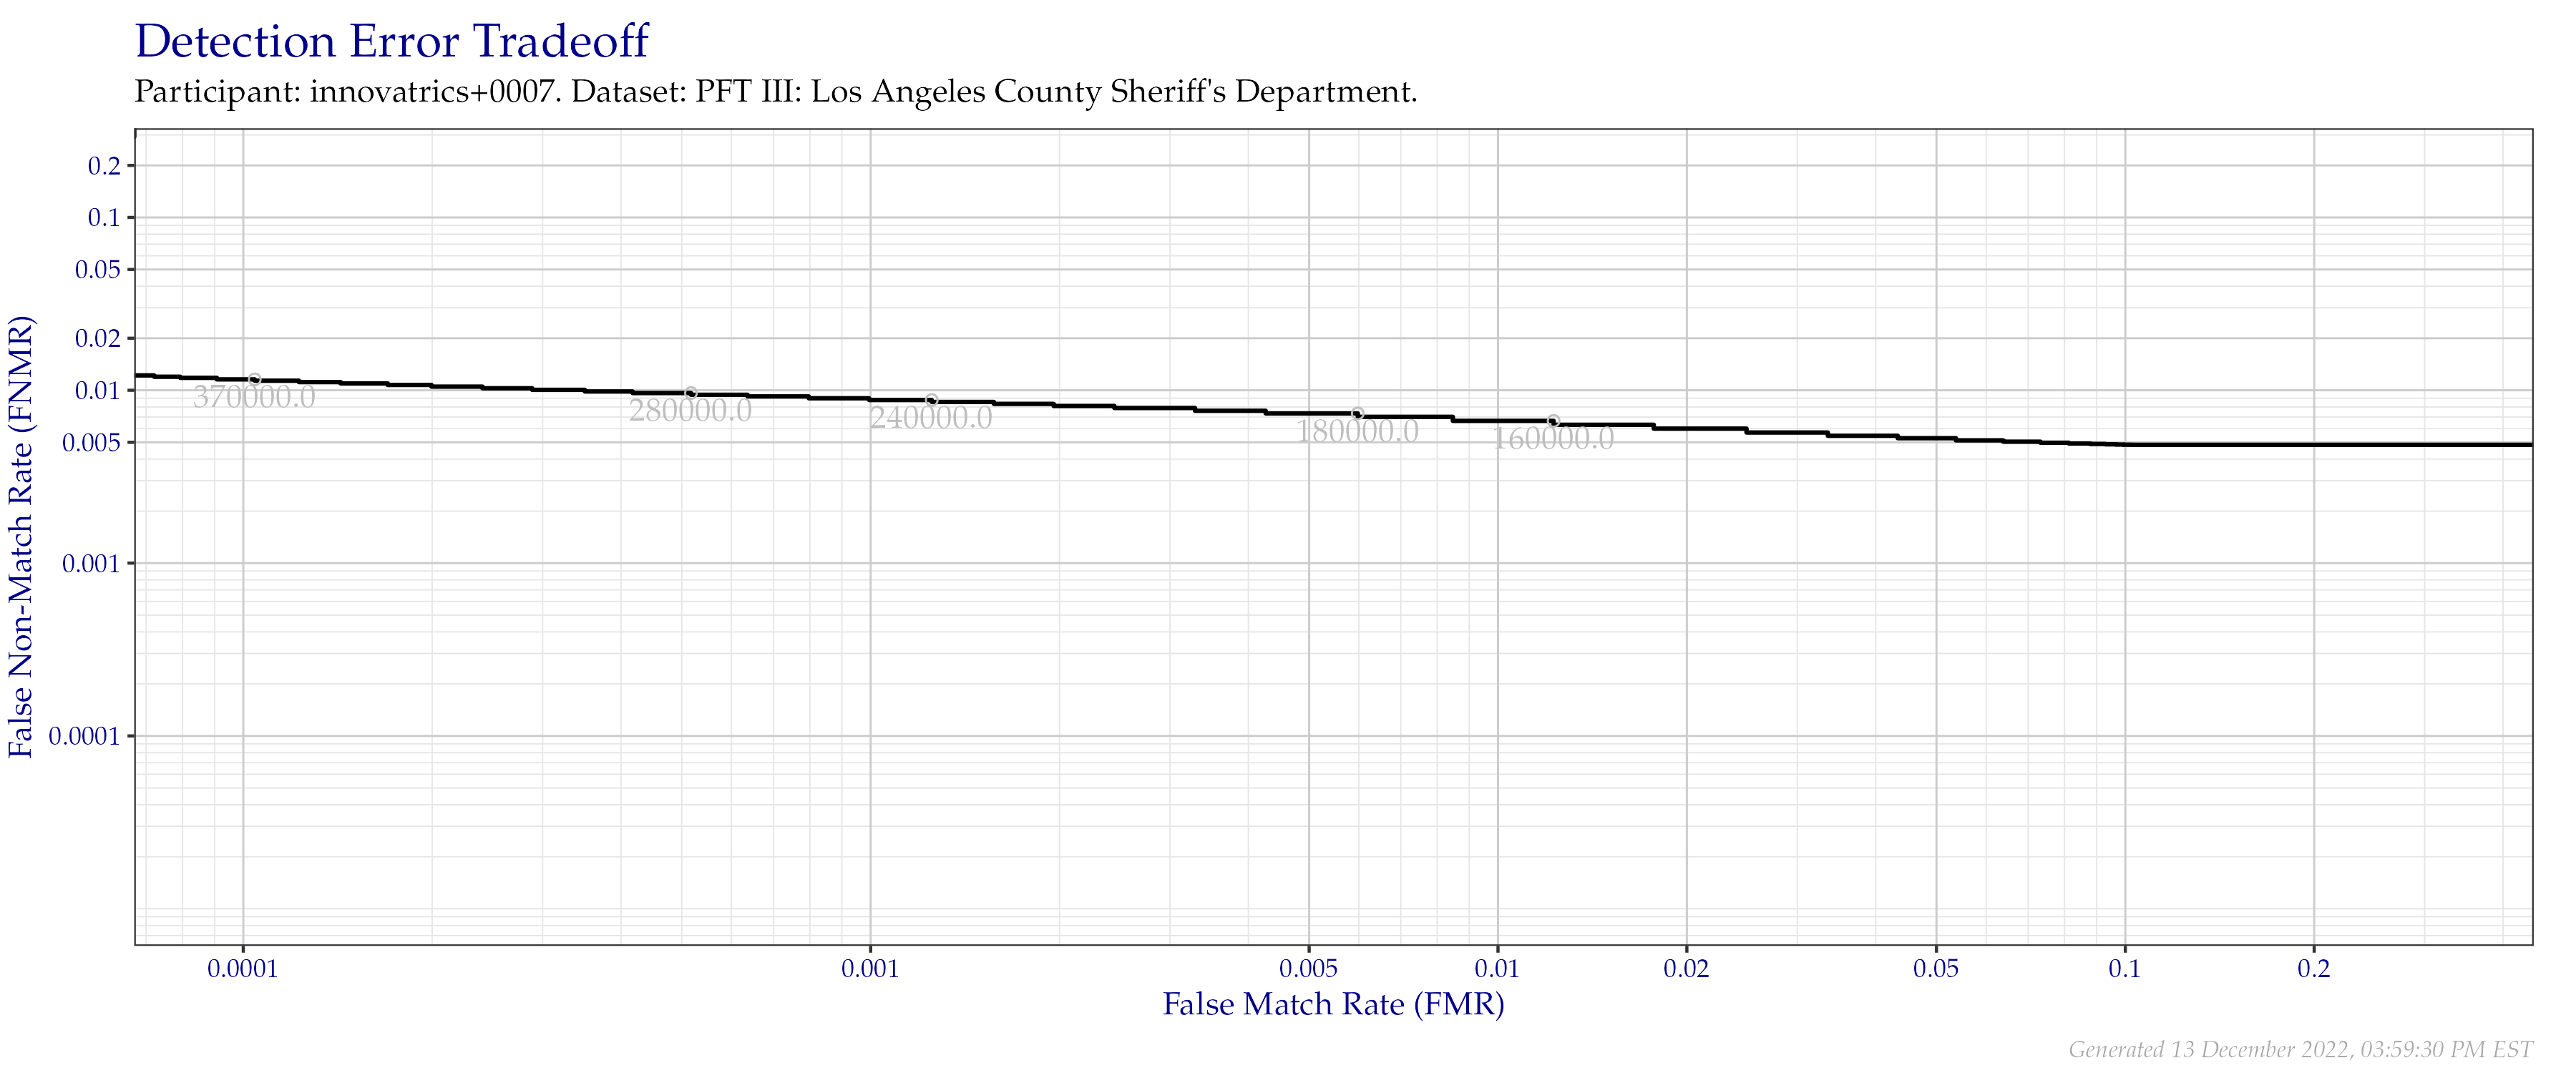 Detection Error Tradeoff
Participant: innovatrics+0007. Dataset: PFT III: Los Angeles County Sheriff's Department.
False Non-Match Rate (FNMR)
0.2
0.1
0.05
0.02
0.01
0.005
0.001
0.0001
370000.0
280000.0
240000.0
180000.0
160000.0
0.0001 0.001 0.005 0.01 0.02 0.05 0.1 0.2
False Match Rate (FMR)
Generated 13 December 2022, 03:59:30 PM EST